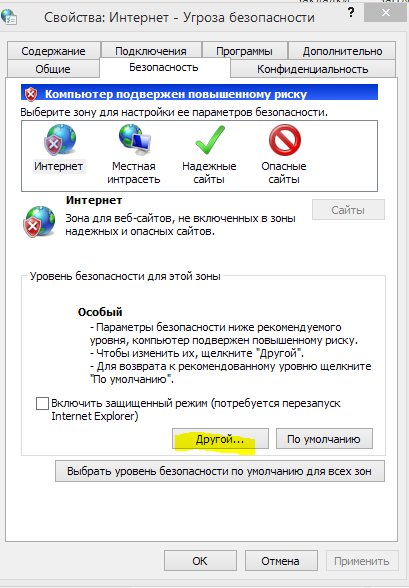 Свойства: Интернет - Угроза безопасности
?
Содержание
Подключения
Программы
Дополнительно
Общие
Безопасность
Конфиденциальность
Компьютер подвержен повышенному риску
Выберите зону для настройки ее параметров безопасности.
Интернет
Местная
интрасеть
Надежные
сайты
Опасные
сайты
Интернет
Зона для веб-сайтов, не включенных в зоны
надежных и опасных сайтов.
Сайты
Уровень безопасности для этой зоны
Особый
- Параметры безопасности ниже рекомендуемого
уровня, компьютер подвержен повышенному риску.
- Чтобы изменить их, щелкните "Другой".
- Для возврата к рекомендованному уровню щелкните
"По умолчанию".
Включить защищенный режим (потребуется перезапуск
Internet Explorer)
Другой...
По умолчанию
Выбрать уровень безопасности по умолчанию для всех зон
ОК
Отмена
Применить